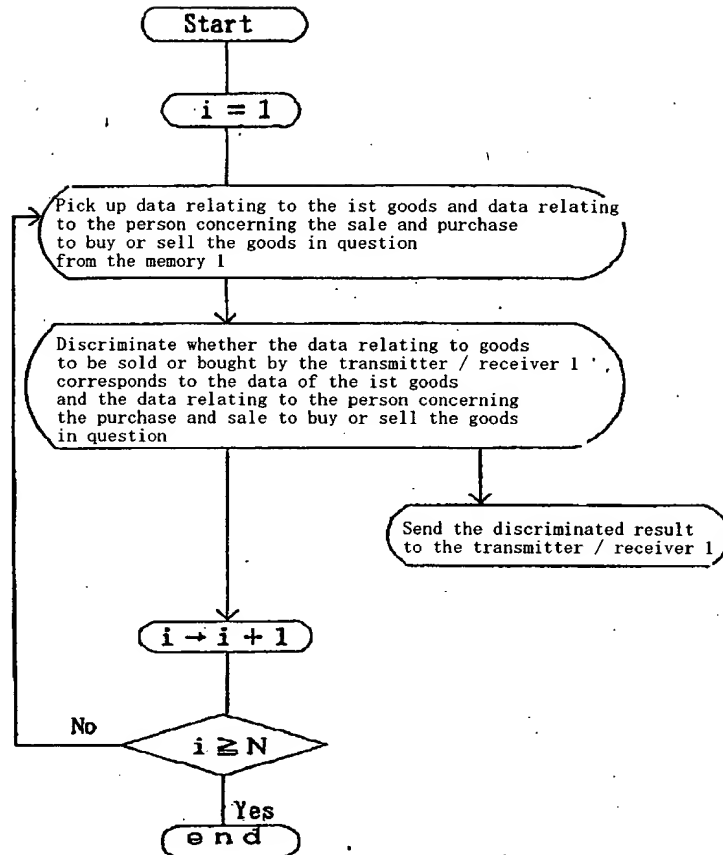 Start
i = 1
Pick up data relating to the ist goods and data relating
to the person concerning the sale and purchase
to buy or sell the goods in question
from the memory 1
Discriminate whether the data relating to goods
to be sold or bought by the transmitter / receiver 1
corresponds to the data of the ist goods
and the data relating to the person concerning
the purchase and sale to buy or sell the goods
in question
Send the discriminated result
to the transmitter / receiver 1
i → i + 1
No
i ≧ N
Yes
end